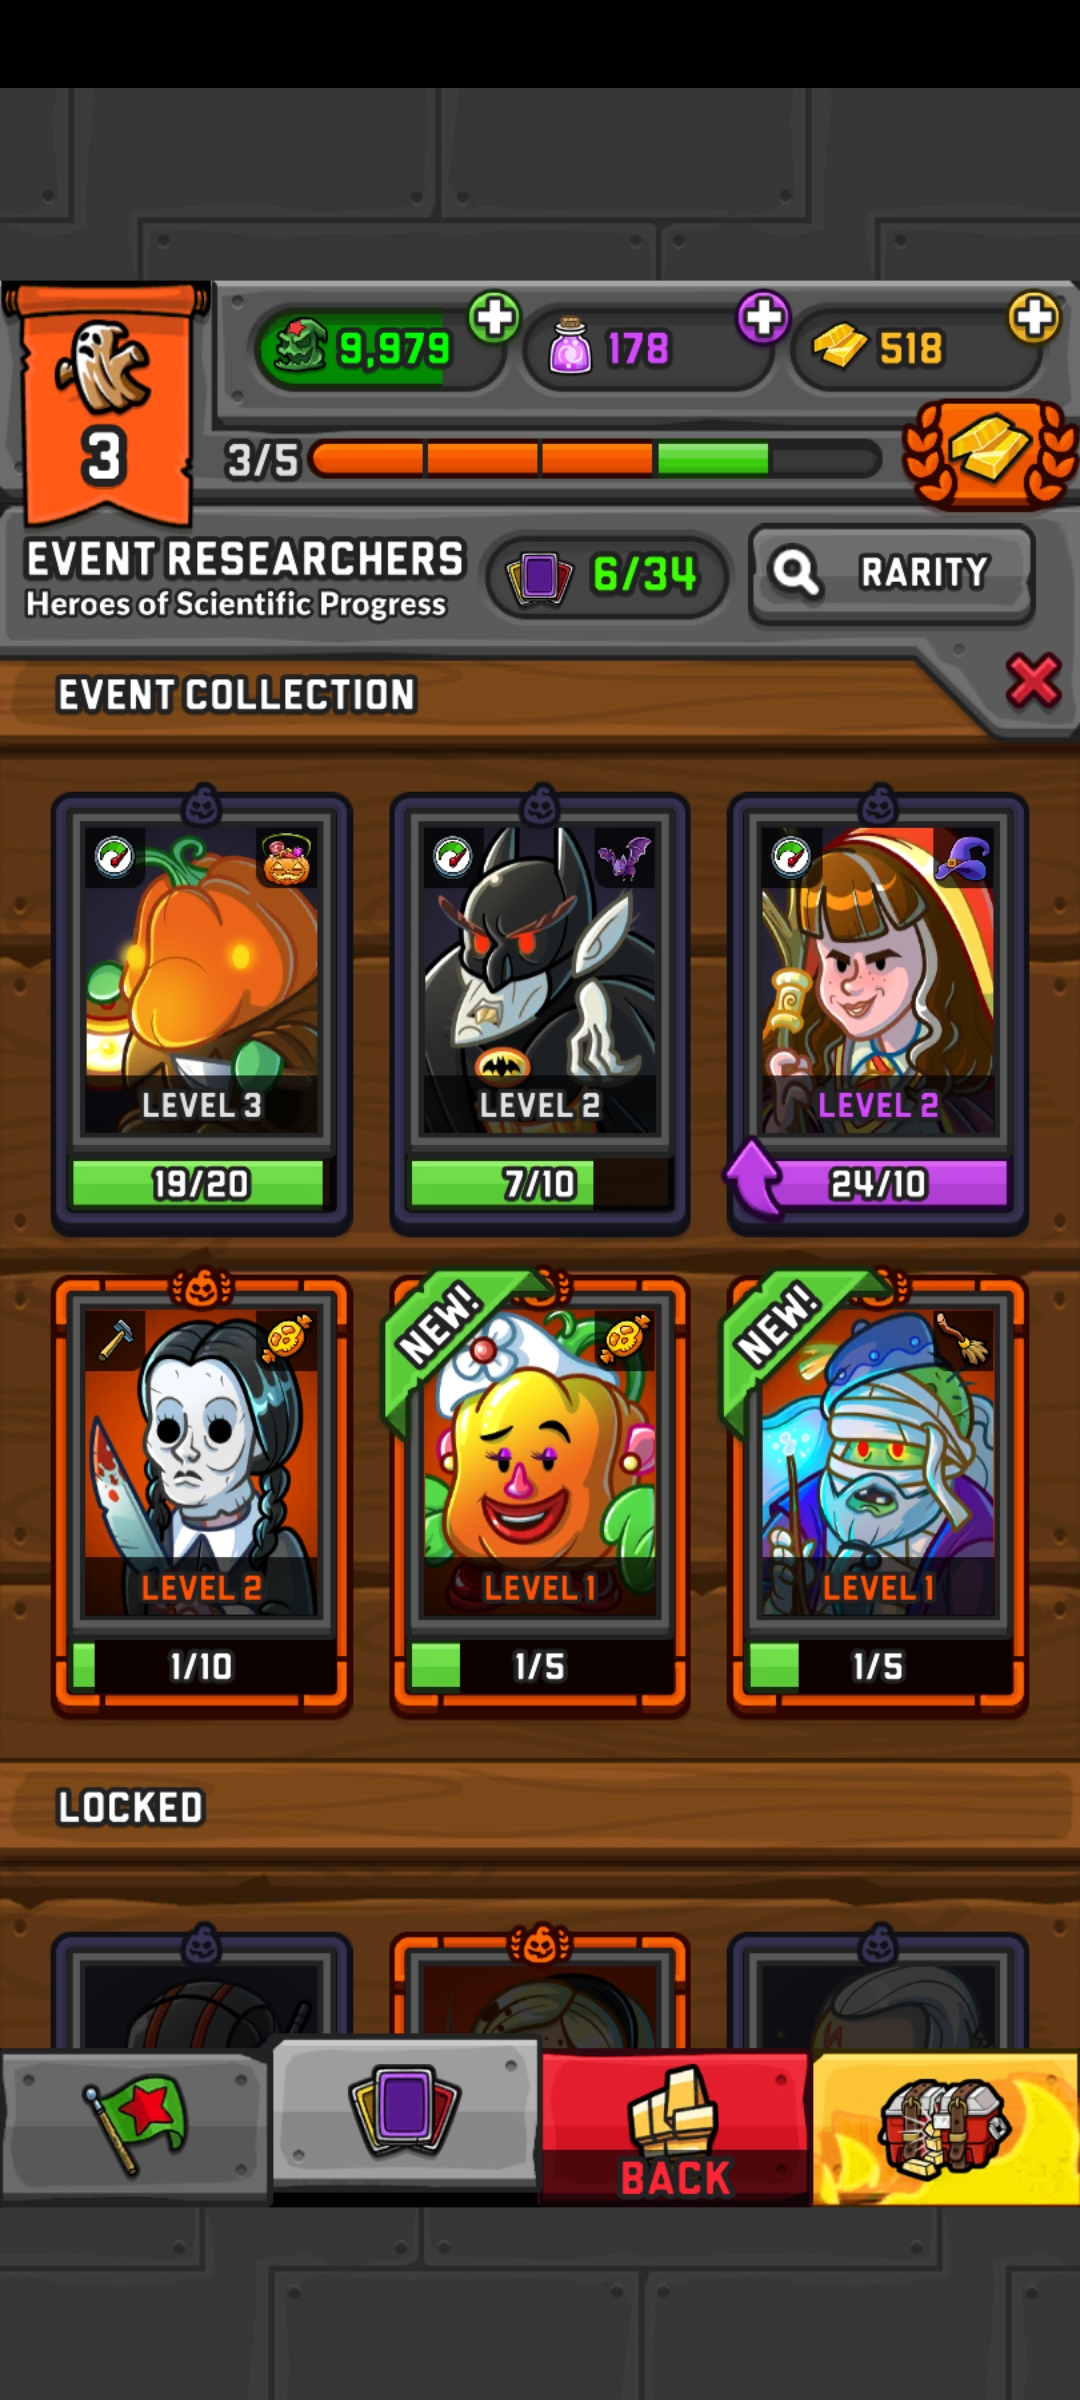 9,979
178
518
3
3/5
EVENT RESEARCHERS
Heroes of Scientific Progress
6/34
RARITY
EVENT COLLECTION
LEVEL 3
LEVEL 2
LEVEL 2
19/20
7/10
24/10
NEW!
NEW!
LEVEL 2
LEVEL 1
LEVEL 1
1/10
1/5
1/5
LOCKED
BACK